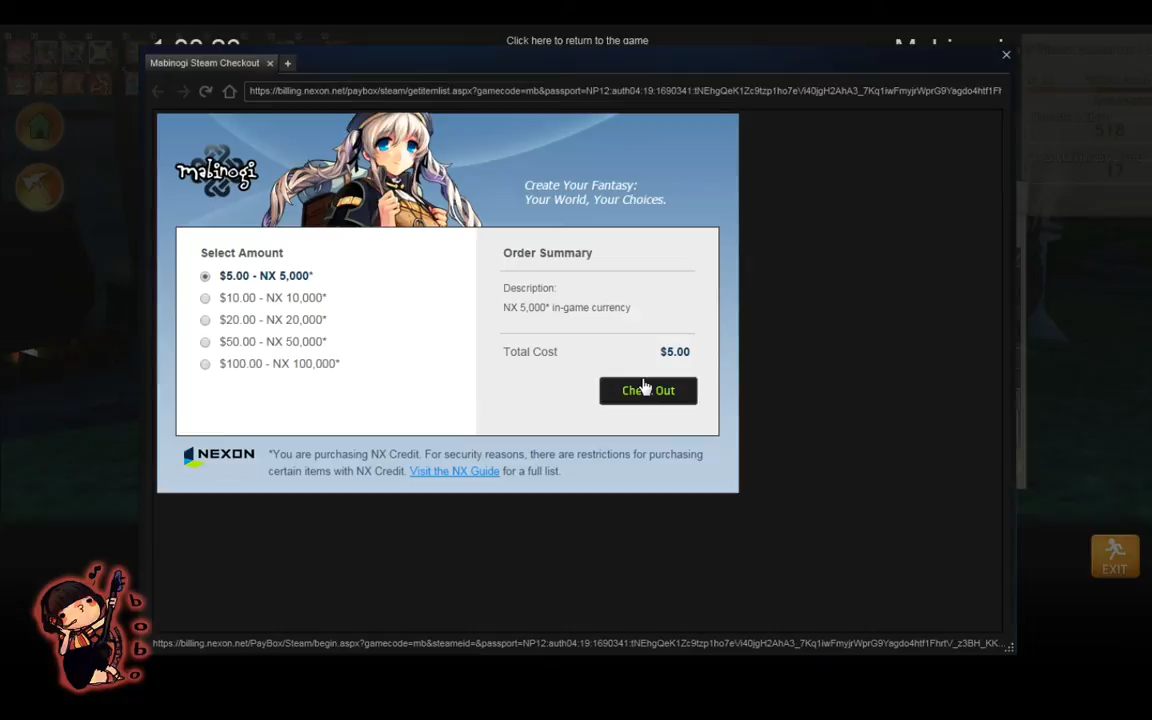 Click here to return to the game
Mabinogi Steam Checkout
https://billing.nexon.net/paybox/steam/getitemlist.aspx?gamecode=mb&passport=NP12:auth04:19:1690341:tNEhgQeK1Zc9tzp1ho7eVi40jgH2AhA3_7Kq1iwFmyjrWprG9Yagdo4htf1Fh
mabinogi
Create Your Fantasy:
Your World, Your Choices.
Select Amount
$5.00 - NX 5,000*
$10.00 - NX 10,000*
$20.00 - NX 20,000*
$50.00 - NX 50,000*
$100.00 - NX 100,000*
Order Summary
Description:
NX 5,000* in-game currency
Total Cost $5.00
Check Out
NEXON
*You are purchasing NX Credit. For security reasons, there are restrictions for purchasing
certain items with NX Credit. Visit the NX Guide for a full list.
518
17
EXIT
bobo
https://billing.nexon.net/PayBox/Steam/begin.aspx?gamecode=mb&steameid=&passport=NP12:auth04:19:1690341:tNEhgQeK1Zc9tzp1ho7eVi40jgH2AhA3_7Kq1iwFmyjrWprG9Yagdo4htf1FhrtV_z3BH_KK...